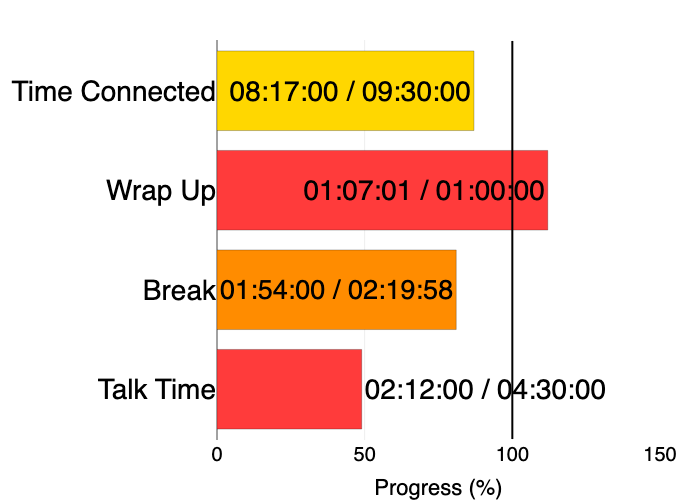 Time Connected 08:17:00 / 09:30:00
Wrap Up 01:07:01 / 01:00:00
Break 01:54:00 / 02:19:58
Talk Time 02:12:00 / 04:30:00
0 50 100 150
Progress (%)